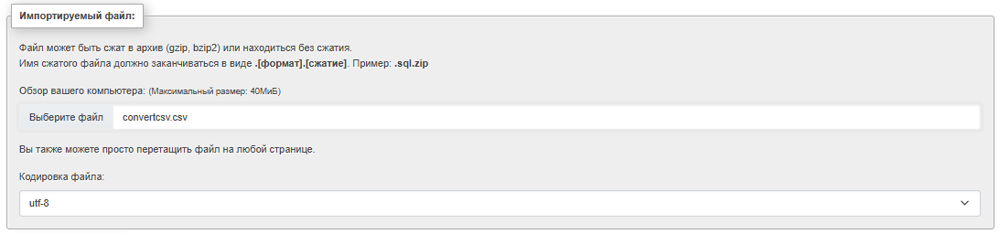 Импортируемый файл:
Файл может быть сжат в архив (gzip, bzip2) или находиться без сжатия.
Имя сжатого файла должно заканчиваться в виде .[формат].[сжатие]. Пример: .sql.zip
Обзор вашего компьютера: (Максимальный размер: 40МиБ)
Выберите файл convertcsv.csv
Вы также можете просто перетащить файл на любой странице.
Кодировка файла:
utf-8